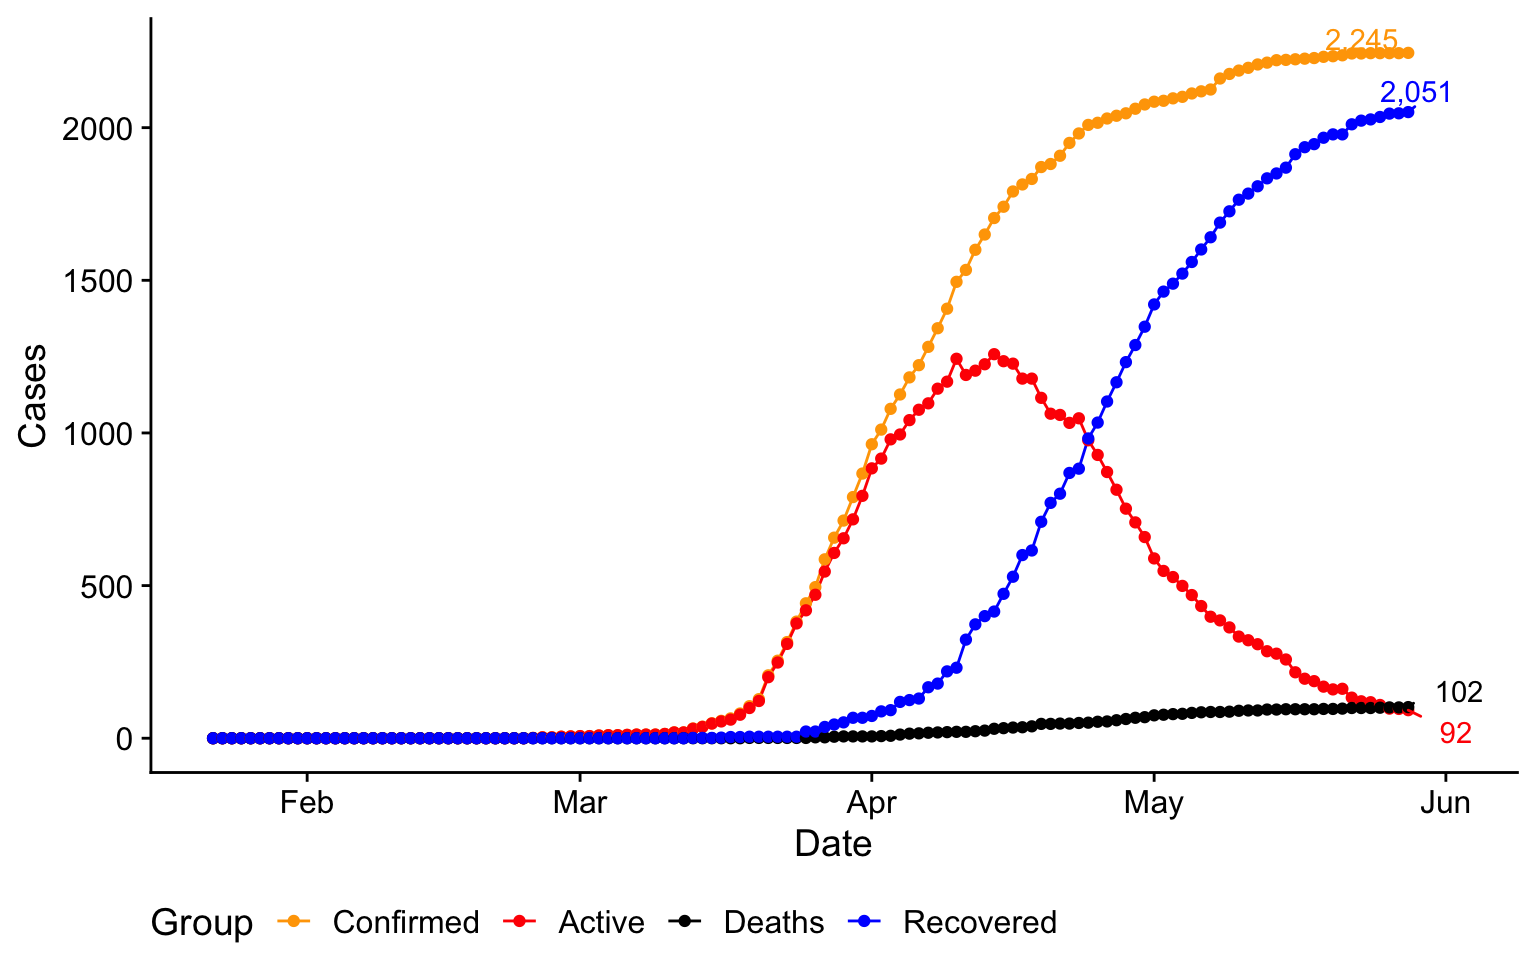 2,245
2,051
2000
1500
Cases
1000
500
102
92
0
Feb Mar Apr May Jun
Date
Group Confirmed Active Deaths Recovered